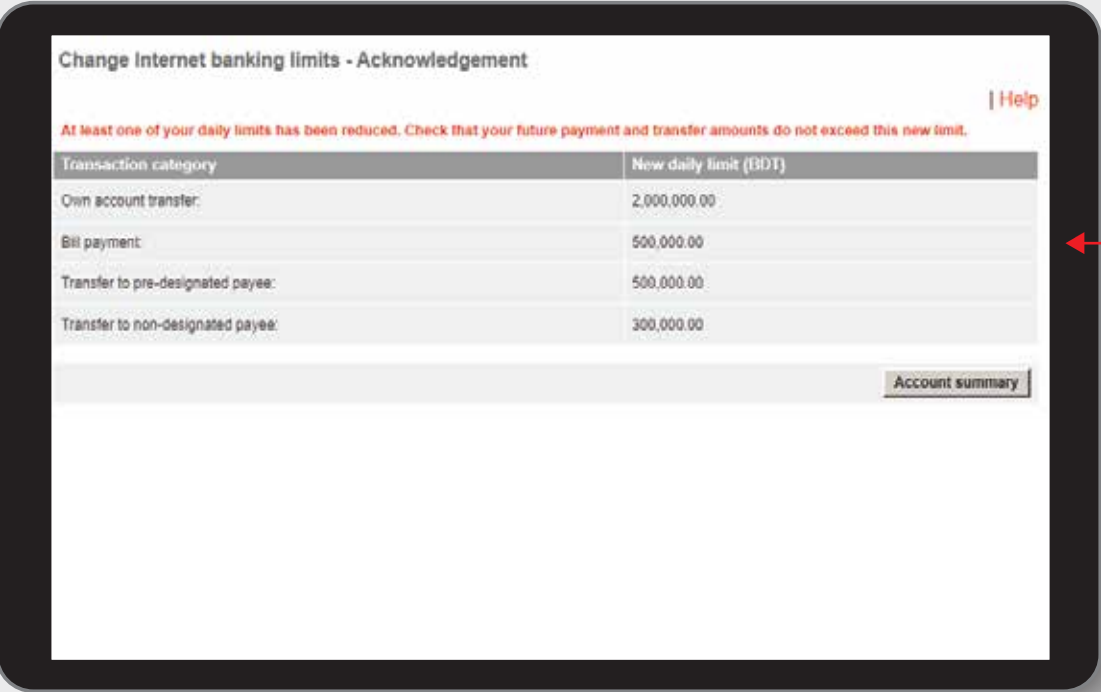 Change Internet banking limits - Acknowledgement
| Help
At least one of your daily limits has been reduced. Check that your future payment and transfer amounts do not exceed this new limit.
Transaction category New daily limit (BDT)
Own account transfer: 2,000,000.00
Bill payment: 500,000.00
Transfer to pre-designated payee: 500,000.00
Transfer to non-designated payee: 300,000.00
Account summary